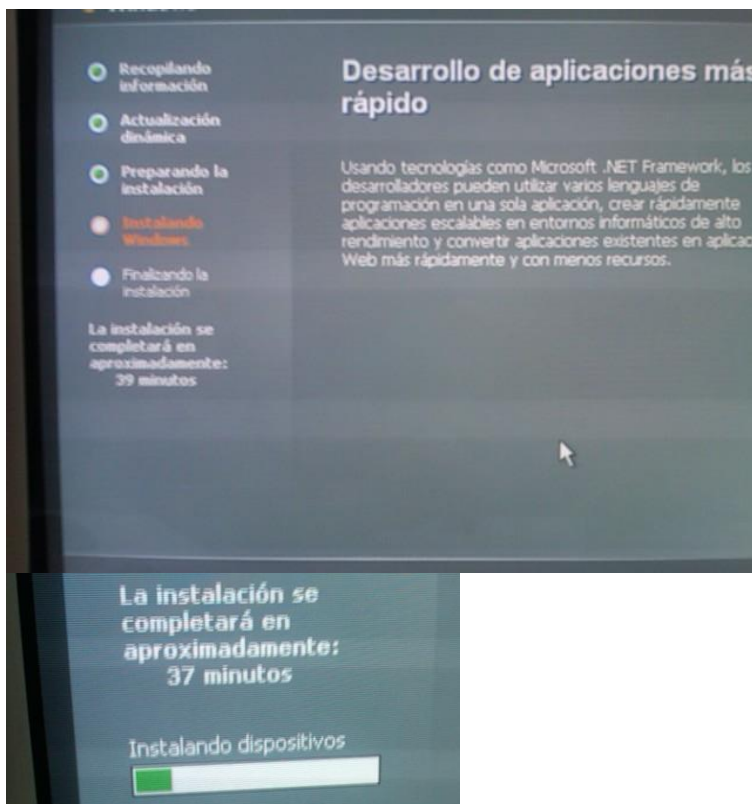 Recopilando
información
Actualización
dinámica
Preparando la
instalación
Instalando
Windows
Finalizando la
instalación
La instalación se
completará en
aproximadamente:
39 minutos
Desarrollo de aplicaciones más
rápido
Usando tecnologías como Microsoft .NET Framework, los
desarrolladores pueden utilizar varios lenguajes de
programación en una sola aplicación, crear rápidamente
aplicaciones escalables en entornos informáticos de alto
rendimiento y convertir aplicaciones existentes en aplicac
Web más rápidamente y con menos recursos.
La instalación se
completará en
aproximadamente:
37 minutos
Instalando dispositivos